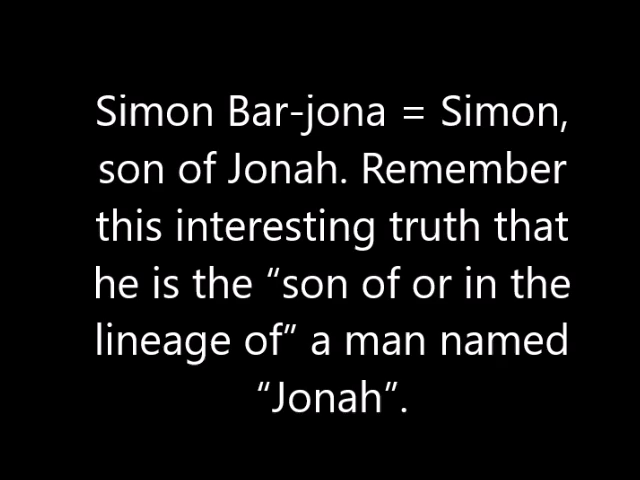 Simon Bar-jona = Simon,
son of Jonah. Remember
this interesting truth that
he is the “son of or in the
lineage of” a man named
“Jonah”.